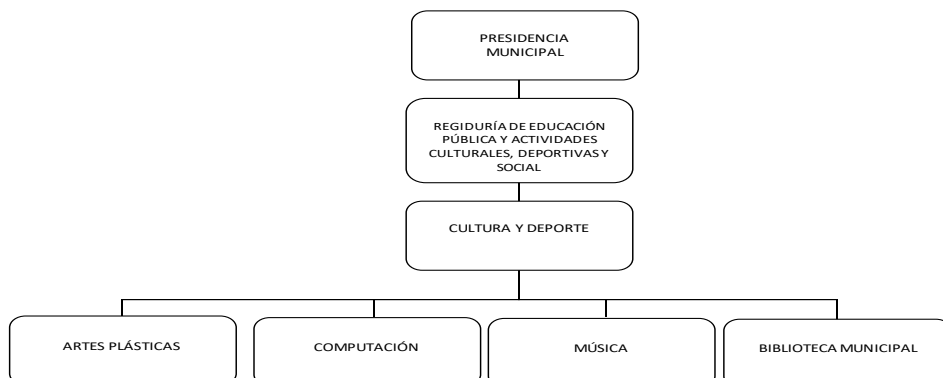 PRESIDENCIA
MUNICIPAL
REGIDURÍA DE EDUCACIÓN
PÚBLICA Y ACTIVIDADES
CULTURALES, DEPORTIVAS Y
SOCIAL
CULTURA Y DEPORTE
ARTES PLÁSTICAS
COMPUTACIÓN
MÚSICA
BIBLIOTECA MUNICIPAL